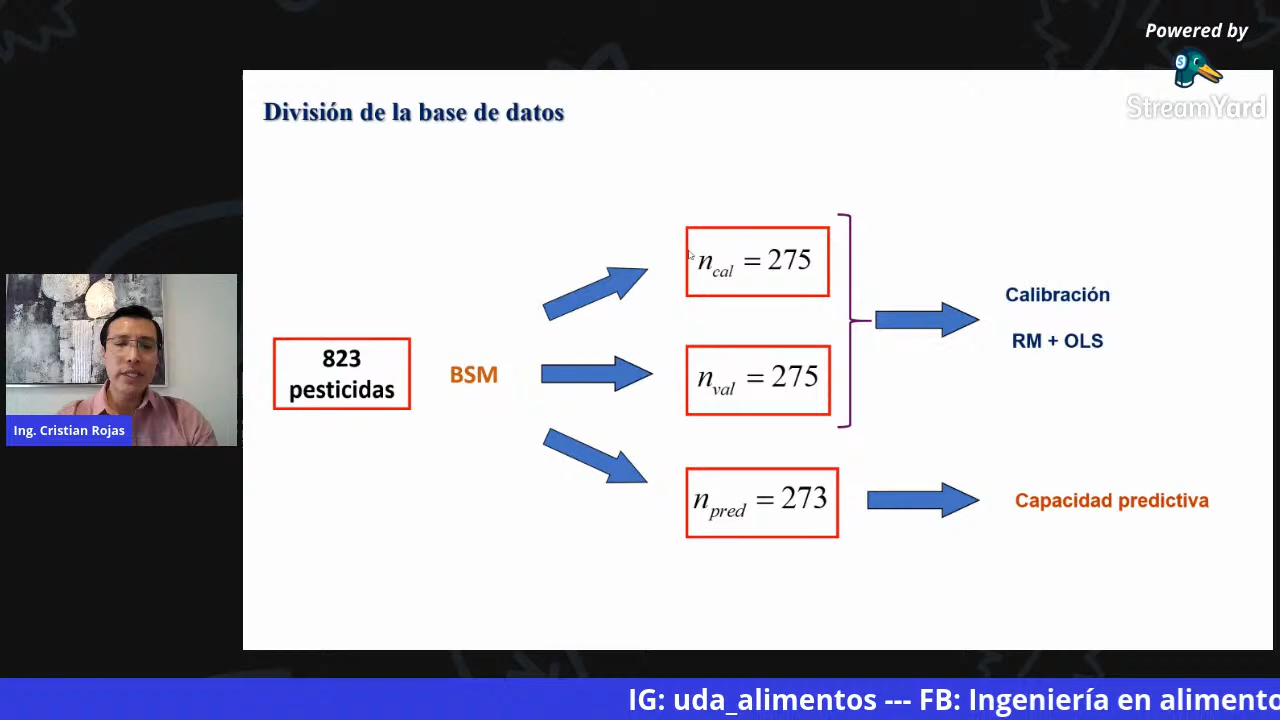 Powered by
StreamYard
División de la base de datos
n_cal = 275
Calibración
RM + OLS
823
pesticidas
BSM
n_val = 275
Ing. Cristian Rojas
n_pred = 273
Capacidad predictiva
IG: uda_alimentos --- FB: Ingeniería en alimento